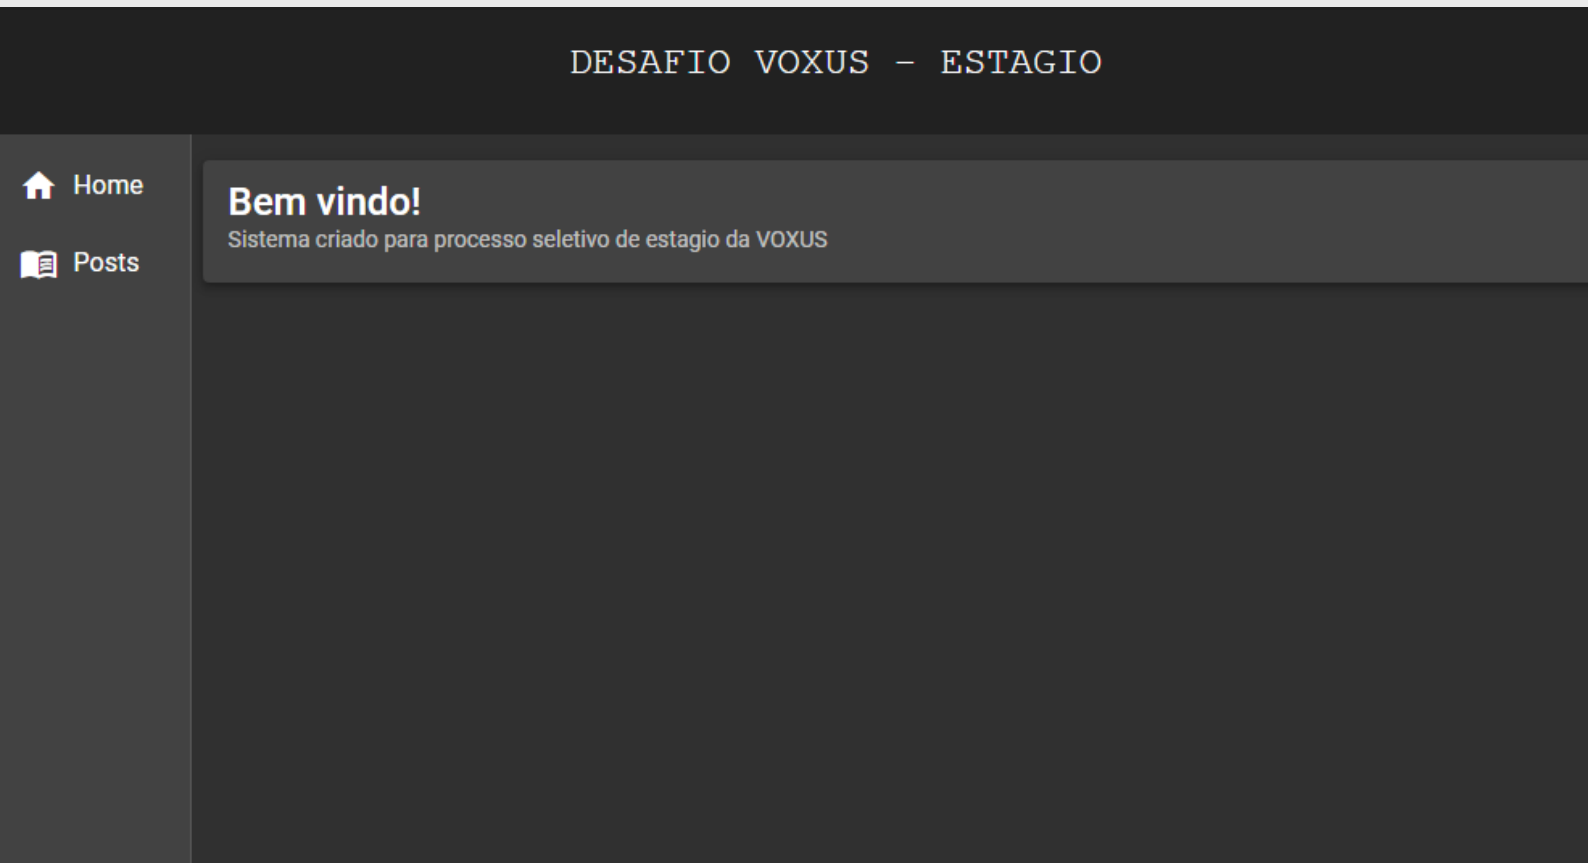 DESAFIO VOXUS - ESTAGIO
Home
Posts
Bem vindo!
Sistema criado para processo seletivo de estagio da VOXUS